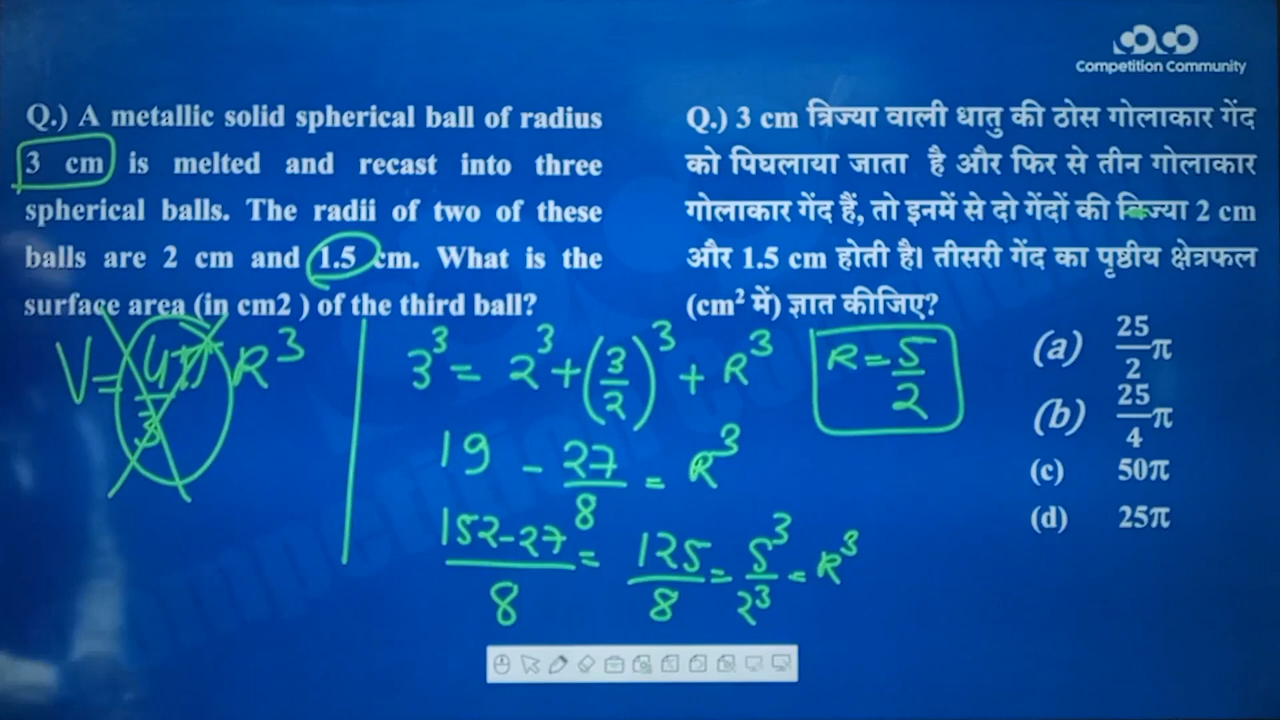 Competition Community
Q.) A metallic solid spherical ball of radius
3 cm is melted and recast into three
spherical balls. The radii of two of these
balls are 2 cm and 1.5 cm. What is the
surface area (in cm2 ) of the third ball?
Q.) 3 cm त्रिज्या वाली धातु की ठोस गोलाकार गेंद
को पिघलाया जाता है और फिर से तीन गोलाकार
गोलाकार गेंद हैं, तो इनमें से दो गेंदों की त्रिज्या 2 cm
और 1.5 cm होती है। तीसरी गेंद का पृष्ठीय क्षेत्रफल
(cm² में) ज्ञात कीजिए?
(a) 25/2 π
(b) 25/4 π
(c) 50π
(d) 25π
V = 4/3 π R³
3³ = 2³ + (3/2)³ + R³
R = 5/2
19 - 27/8 = R³
152-27/8 = 125/8 = 5³/2³ = R³